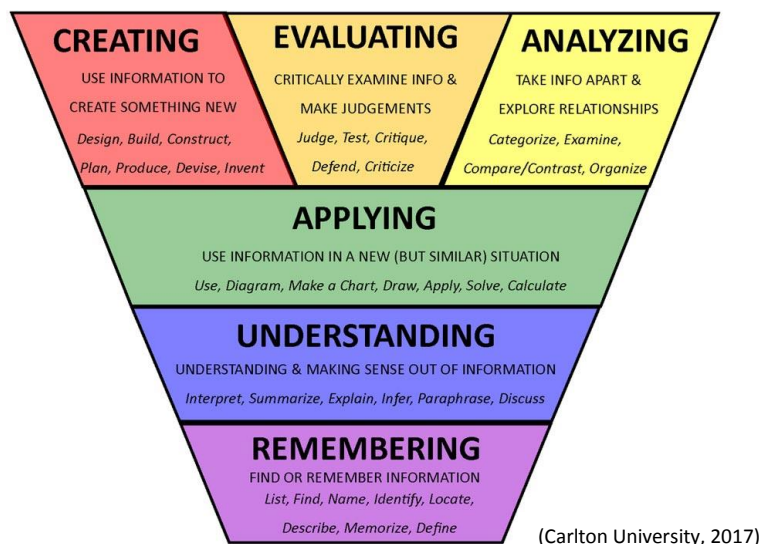 CREATING
USE INFORMATION TO
CREATE SOMETHING NEW
Design, Build, Construct,
Plan, Produce, Devise, Invent
EVALUATING
CRITICALLY EXAMINE INFO &
MAKE JUDGEMENTS
Judge, Test, Critique,
Defend, Criticize
ANALYZING
TAKE INFO APART &
EXPLORE RELATIONSHIPS
Categorize, Examine,
Compare/Contrast, Organize
APPLYING
USE INFORMATION IN A NEW (BUT SIMILAR) SITUATION
Use, Diagram, Make a Chart, Draw, Apply, Solve, Calculate
UNDERSTANDING
UNDERSTANDING & MAKING SENSE OUT OF INFORMATION
Interpret, Summarize, Explain, Infer, Paraphrase, Discuss
REMEMBERING
FIND OR REMEMBER INFORMATION
List, Find, Name, Identify, Locate,
Describe, Memorize, Define
(Carlton University, 2017)